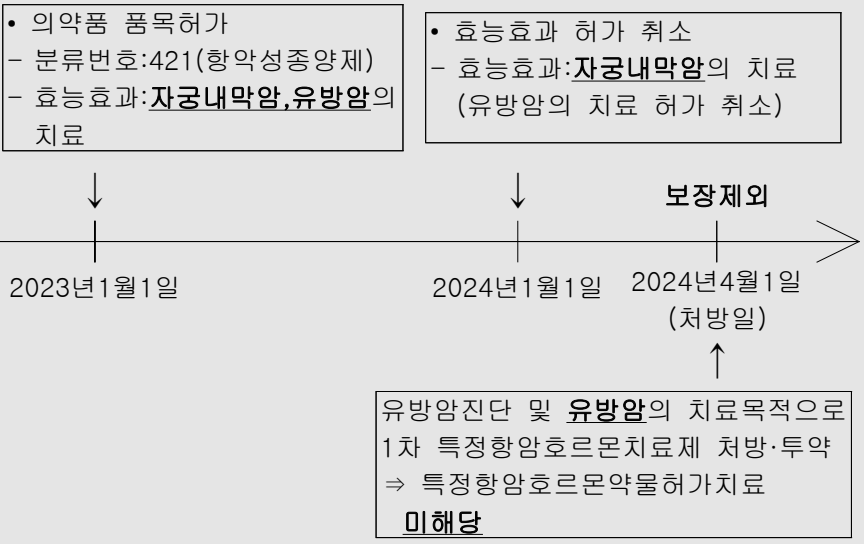 • 의약품 품목허가
- 분류번호:421(항악성종양제)
- 효능효과:자궁내막암,유방암의
치료
• 효능효과 허가 취소
- 효능효과:자궁내막암의 치료
(유방암의 치료 허가 취소)
보장제외
2023년1월1일
2024년1월1일
2024년4월1일
(처방일)
유방암진단 및 유방암의 치료목적으로
1차 특정항암호르몬치료제 처방·투약
⇒ 특정항암호르몬약물허가치료
미해당